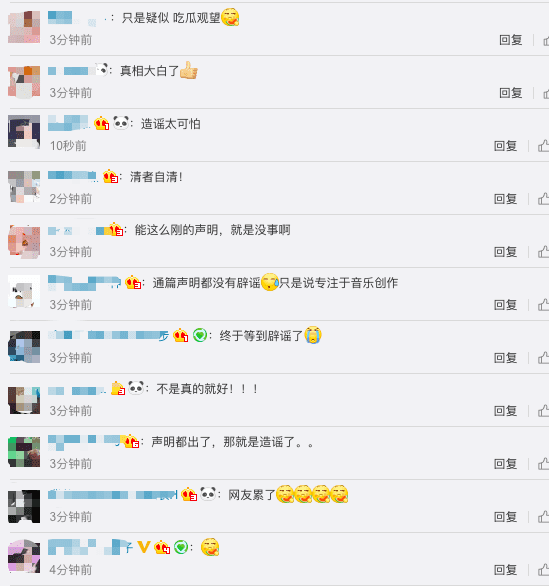 ：只是疑似 吃瓜观望
3分钟前 回复
：真相大白了
3分钟前 回复
：造谣太可怕
10秒前 回复
：清者自清！
2分钟前 回复
：能这么刚的声明，就是没事啊
3分钟前 回复
：通篇声明都没有辟谣 只是说专注于音乐创作
3分钟前 回复
：终于等到辟谣了
3分钟前 回复
：不是真的就好！！！
3分钟前 回复
：声明都出了，那就是造谣了。。
3分钟前 回复
：网友累了
3分钟前 回复
子 V ：
4分钟前 回复